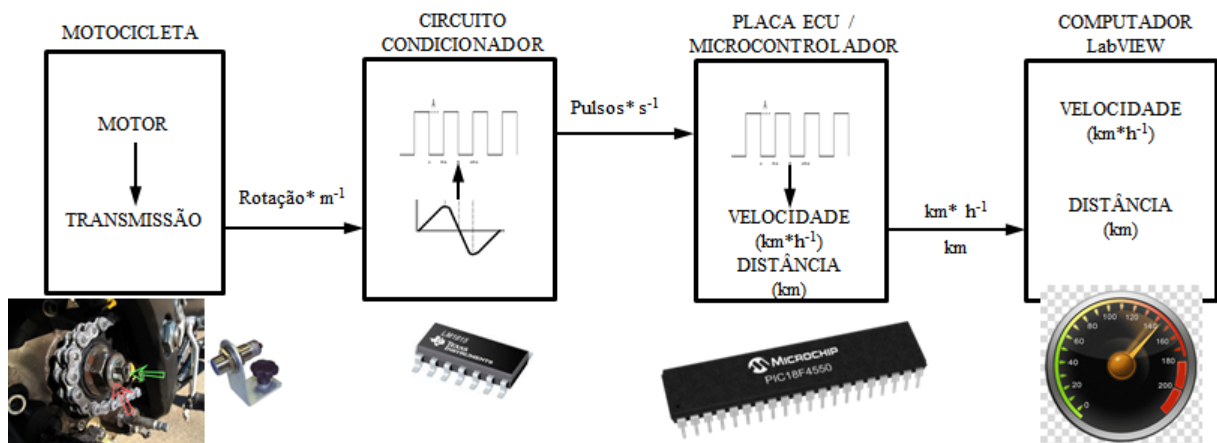 MOTOCICLETA
MOTOR
TRANSMISSÃO
Rotação* m⁻¹
CIRCUITO
CONDICIONADOR
Pulsos* s⁻¹
PLACA ECU /
MICROCONTROLADOR
VELOCIDADE
(km*h⁻¹)
DISTÂNCIA
(km)
km* h⁻¹
km
COMPUTADOR
LabVIEW
VELOCIDADE
(km*h⁻¹)
DISTÂNCIA
(km)
LM1815
TEXAS
INSTRUMENTS
MICROCHIP
PIC18F4550
0
20
40
60
80
100
120
140
160
180
200